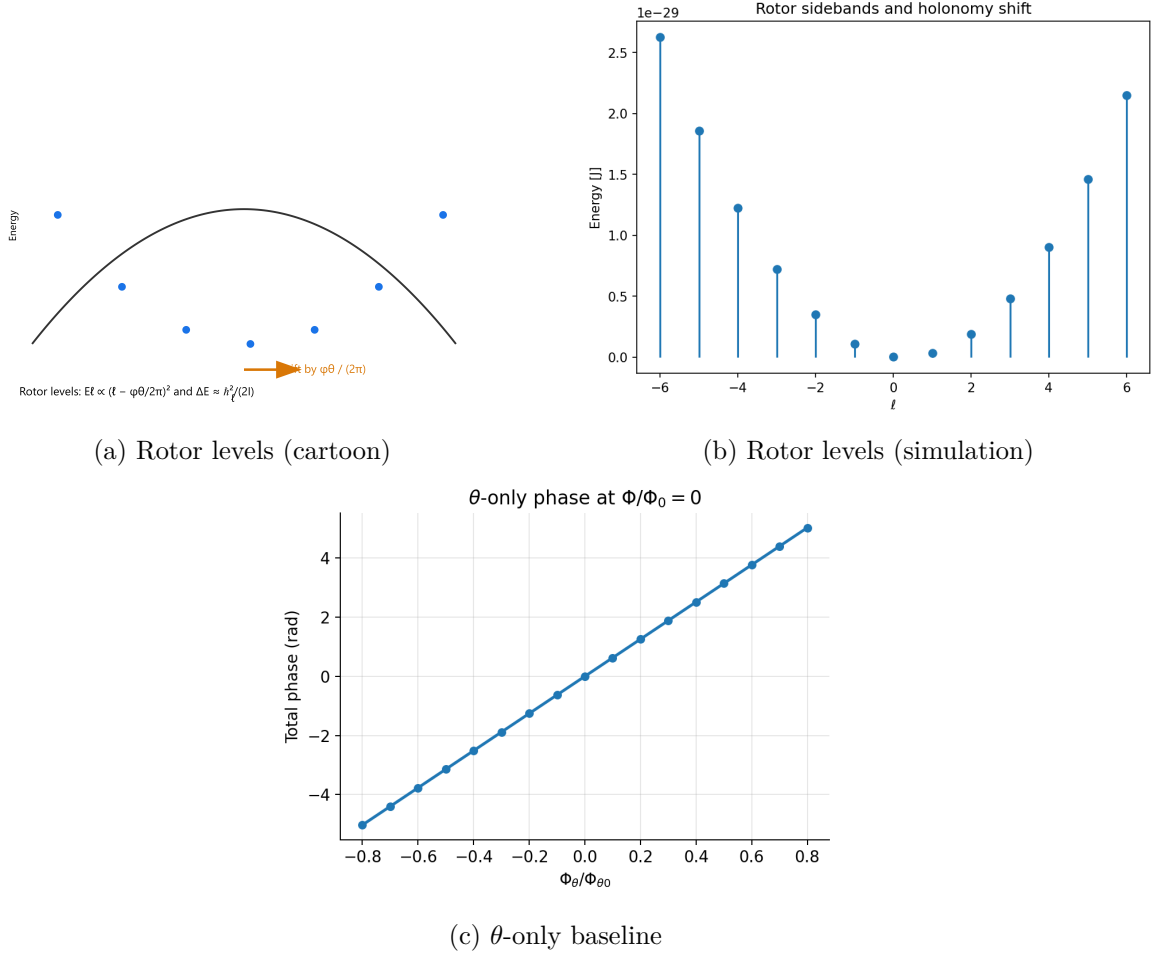 Energy
by φθ / (2π)
Rotor levels: Eℓ ∝ (ℓ − φθ/2π)² and ΔE ≈ ℏ²/(2I)
ℓ
(a) Rotor levels (cartoon)
Rotor sidebands and holonomy shift
1e−29
Energy [J]
2.5
2.0
1.5
1.0
0.5
0.0
−6 −4 −2 0 2 4 6
ℓ
(b) Rotor levels (simulation)
θ-only phase at Φ/Φ₀ = 0
Total phase (rad)
4
2
0
−2
−4
−0.8 −0.6 −0.4 −0.2 0.0 0.2 0.4 0.6 0.8
Φθ/Φθ0
(c) θ-only baseline